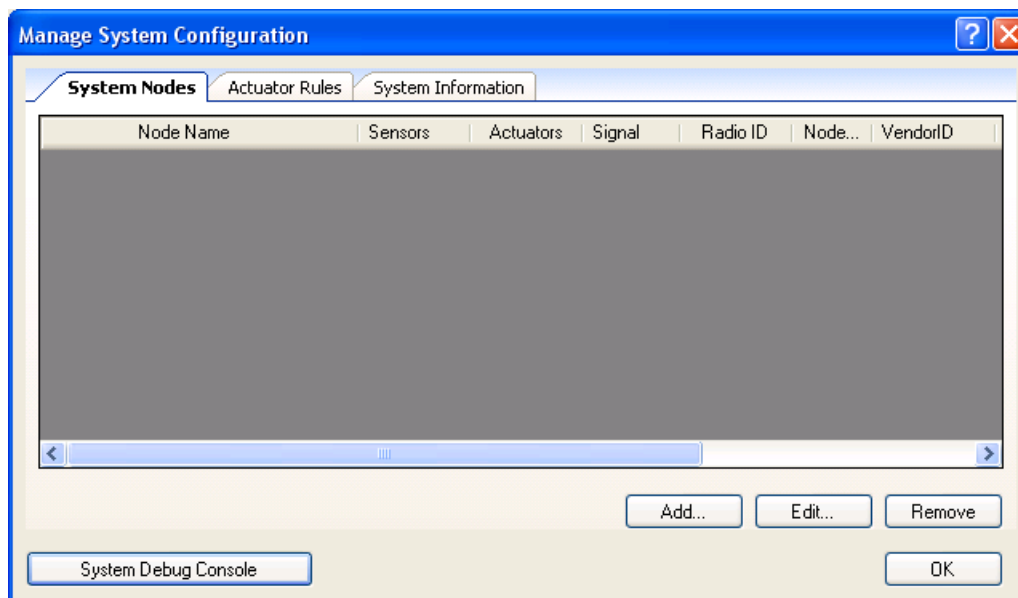 Manage System Configuration
System Nodes Actuator Rules System Information
Node Name Sensors Actuators Signal Radio ID Node... VendorID
Add... Edit... Remove
System Debug Console OK